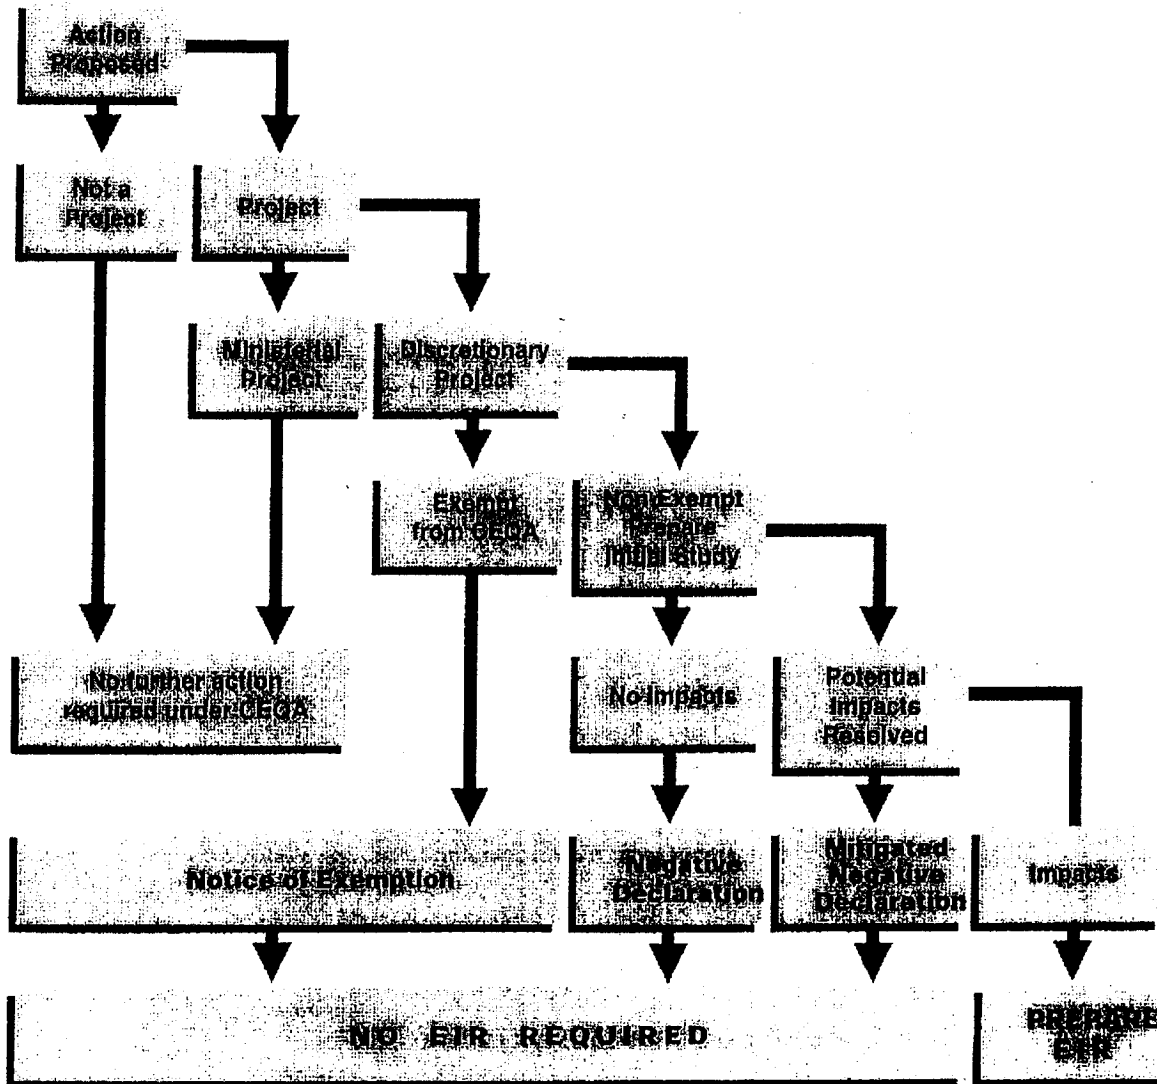 Action
Proposed
Not a
Project
Project
Ministerial
Project
Discretionary
Project
Exempt
from CEQA
Non-Exempt
Prepare
Initial Study
No further action
required under CEQA
No Impacts
Potential
Impacts
Resolved
Notice of Exemption
Negative
Declaration
Mitigated
Negative
Declaration
Impacts
NO EIR REQUIRED
PREPARE
EIR